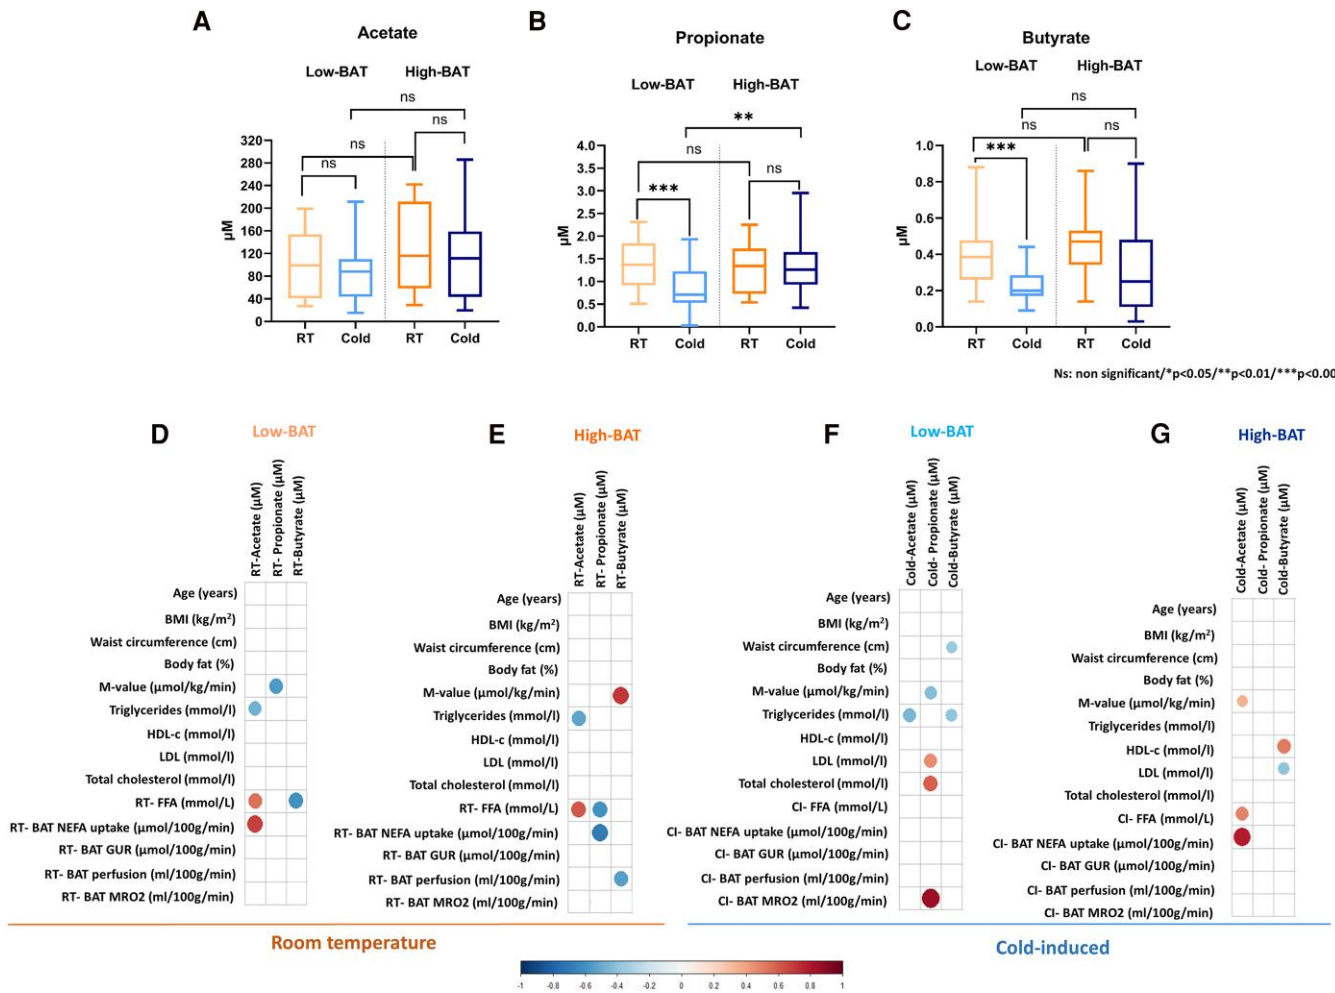 A
Acetate
Low-BAT
High-BAT
ns
ns
ns
ns
320
280
240
200
160
120
80
40
0
µM
RT
Cold
RT
Cold
B
Propionate
Low-BAT
High-BAT
**
ns
ns
***
4.0
3.5
3.0
2.5
2.0
1.5
1.0
0.5
0.0
µM
RT
Cold
RT
Cold
C
Butyrate
Low-BAT
High-BAT
ns
ns
ns
***
1.0
0.8
0.6
0.4
0.2
0.0
µM
RT
Cold
RT
Cold
Ns: non significant/*p<0.05/**p<0.01/***p<0.00
D
Low-BAT
RT-Acetate (µM)
RT- Propionate (µM)
RT-Butyrate (µM)
Age (years)
BMI (kg/m²)
Waist circumference (cm)
Body fat (%)
M-value (µmol/kg/min)
Triglycerides (mmol/l)
HDL-c (mmol/l)
LDL (mmol/l)
Total cholesterol (mmol/l)
RT- FFA (mmol/L)
RT- BAT NEFA uptake (µmol/100g/min)
RT- BAT GUR (µmol/100g/min)
RT- BAT perfusion (ml/100g/min)
RT- BAT MRO2 (ml/100g/min)
E
High-BAT
RT-Acetate (µM)
RT- Propionate (µM)
RT-Butyrate (µM)
Age (years)
BMI (kg/m²)
Waist circumference (cm)
Body fat (%)
M-value (µmol/kg/min)
Triglycerides (mmol/l)
HDL-c (mmol/l)
LDL (mmol/l)
Total cholesterol (mmol/l)
RT- FFA (mmol/L)
RT- BAT NEFA uptake (µmol/100g/min)
RT- BAT GUR (µmol/100g/min)
RT- BAT perfusion (ml/100g/min)
RT- BAT MRO2 (ml/100g/min)
Room temperature
F
Low-BAT
Cold-Acetate (µM)
Cold- Propionate (µM)
Cold-Butyrate (µM)
Age (years)
BMI (kg/m²)
Waist circumference (cm)
Body fat (%)
M-value (µmol/kg/min)
Triglycerides (mmol/l)
HDL-c (mmol/l)
LDL (mmol/l)
Total cholesterol (mmol/l)
CI- FFA (mmol/L)
CI- BAT NEFA uptake (µmol/100g/min)
CI- BAT GUR (µmol/100g/min)
CI- BAT perfusion (ml/100g/min)
CI- BAT MRO2 (ml/100g/min)
G
High-BAT
Cold-Acetate (µM)
Cold- Propionate (µM)
Cold-Butyrate (µM)
Age (years)
BMI (kg/m²)
Waist circumference (cm)
Body fat (%)
M-value (µmol/kg/min)
Triglycerides (mmol/l)
HDL-c (mmol/l)
LDL (mmol/l)
Total cholesterol (mmol/l)
CI- FFA (mmol/L)
CI- BAT NEFA uptake (µmol/100g/min)
CI- BAT GUR (µmol/100g/min)
CI- BAT perfusion (ml/100g/min)
CI- BAT MRO2 (ml/100g/min)
Cold-induced
-1 -0.8 -0.6 -0.4 -0.2 0 0.2 0.4 0.6 0.8 1